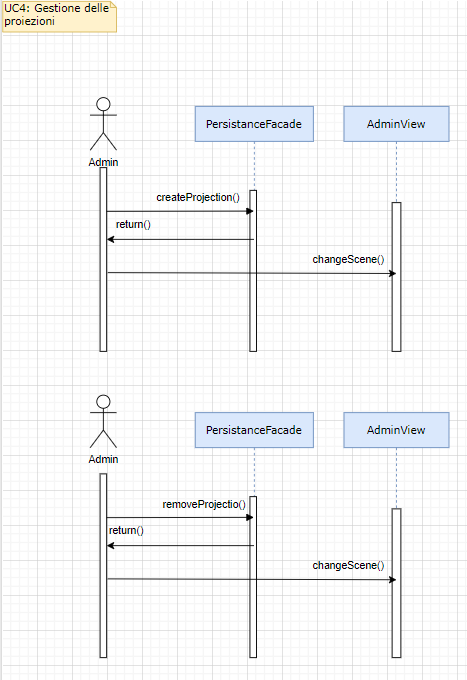 UC4: Gestione delle
proiezioni
Admin
PersistanceFacade
AdminView
createProjection()
return()
changeScene()
Admin
PersistanceFacade
AdminView
removeProjectio()
return()
changeScene()